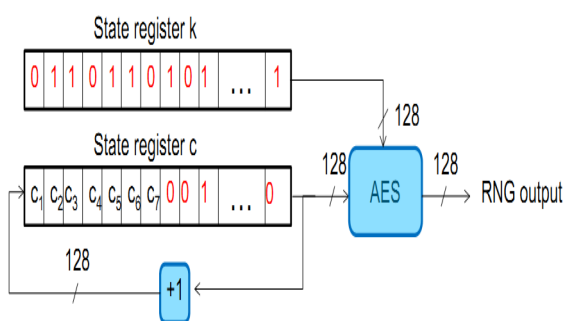 State register k
0 1 1 0 1 1 0 1 0 1 ... 1
128
State register c
c₁ c₂ c₃ c₄ c₅ c₆ c₇ 0 0 1 ... 0
128
AES
128
RNG output
128
+1